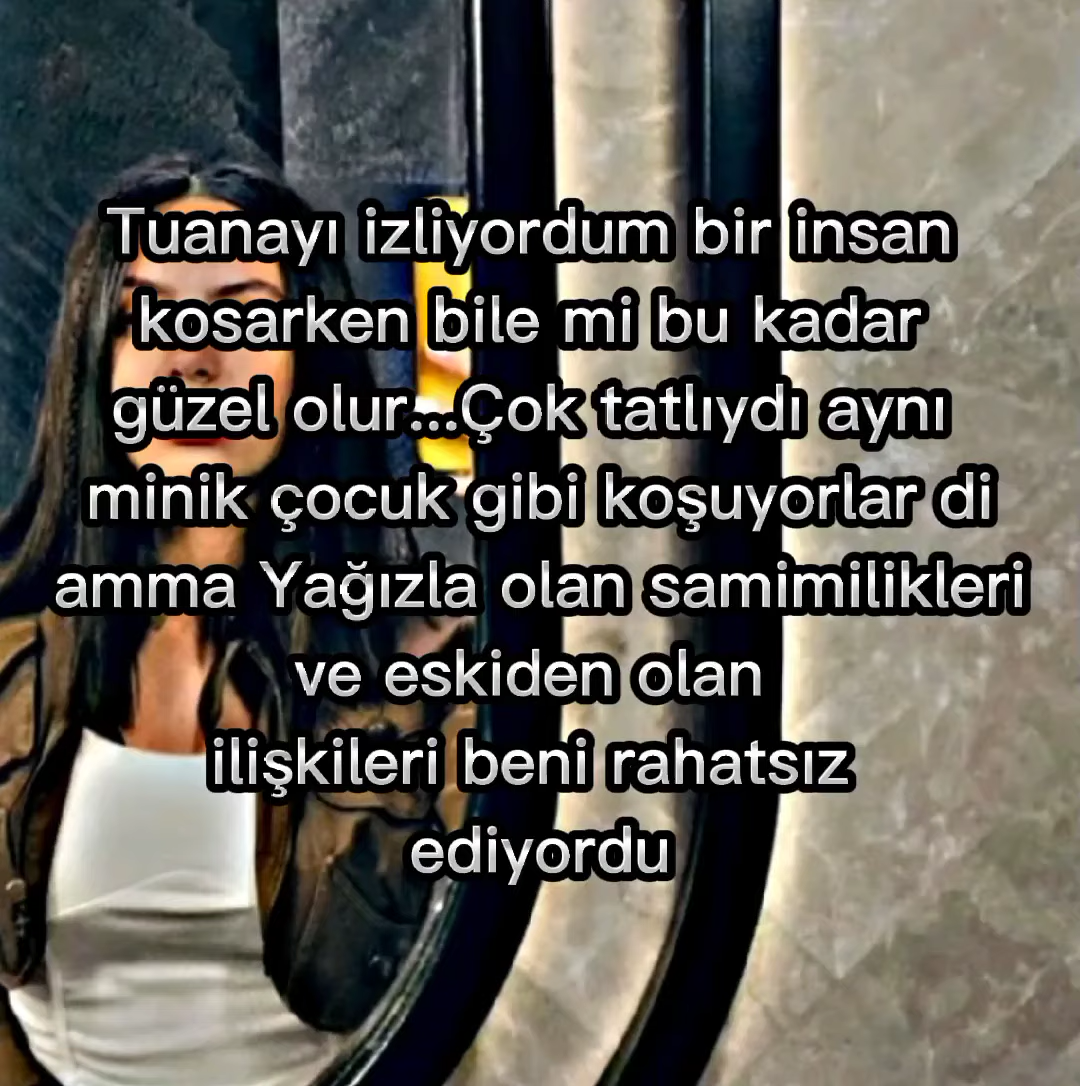 Tuanayı izliyordum bir insan
kosarken bile mi bu kadar
güzel olur...Çok tatlıydı aynı
minik çocuk gibi koşuyorlar di
amma Yağızla olan samimilikleri
ve eskiden olan
ilişkileri beni rahatsız
ediyordu